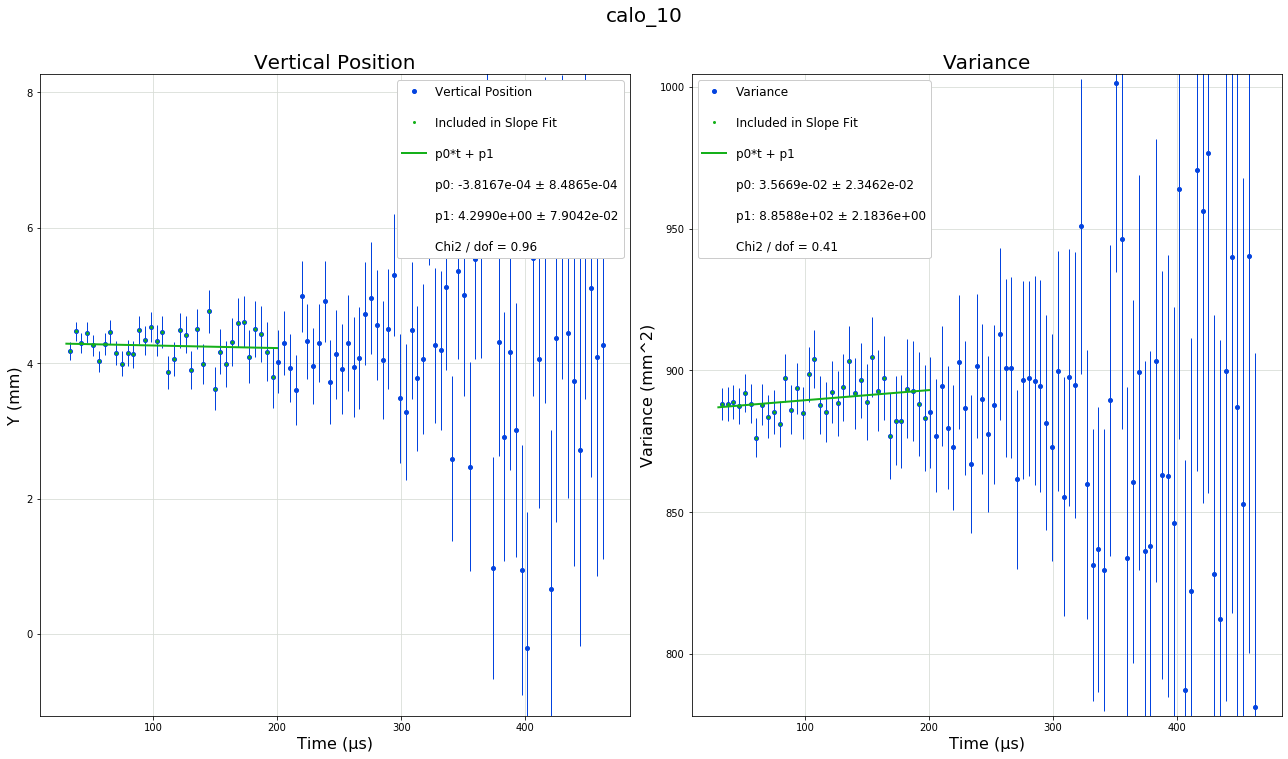 calo_10
Vertical Position
8
6
4
2
0
Y (mm)
100
200
300
400
Time (µs)
Vertical Position
Included in Slope Fit
p0*t + p1
p0: -3.8167e-04 ± 8.4865e-04
p1: 4.2990e+00 ± 7.9042e-02
Chi2 / dof = 0.96
Variance
1000
950
900
850
800
Variance (mm^2)
100
200
300
400
Time (µs)
Variance
Included in Slope Fit
p0*t + p1
p0: 3.5669e-02 ± 2.3462e-02
p1: 8.8588e+02 ± 2.1836e+00
Chi2 / dof = 0.41